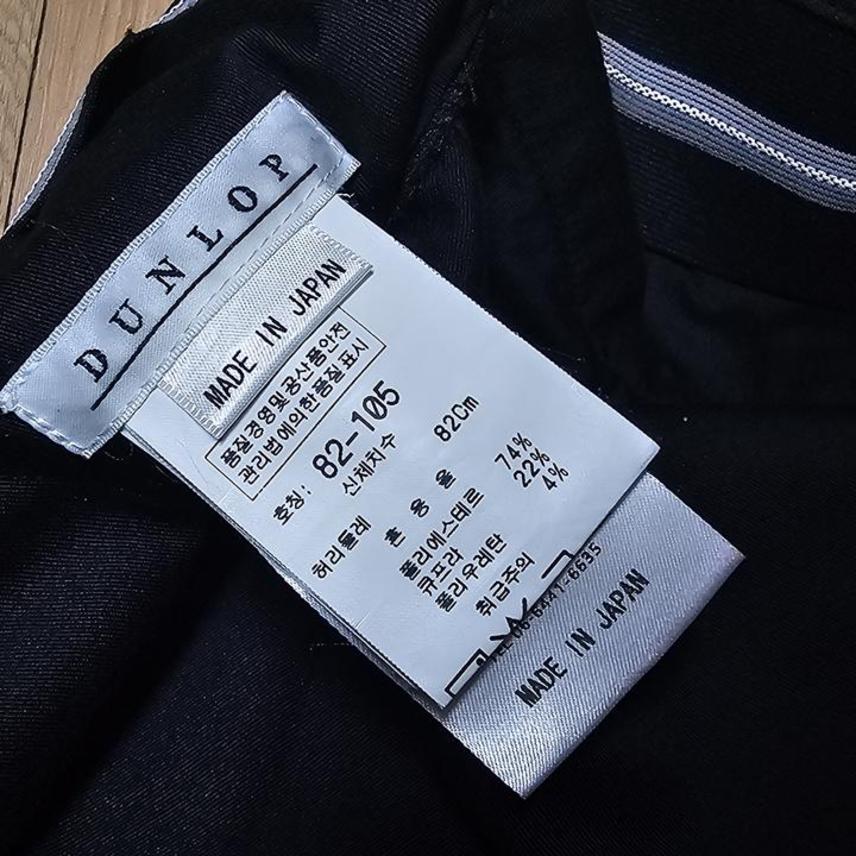 DUNLOP
MADE IN JAPAN
품질경영및공산품안전
관리법에의한품질표시
호칭: 82-105
신체치수
허리둘레 82Cm
혼용율
폴리에스테르 74%
큐프라 22%
폴리우레탄 4%
취급주의
6441-6635
MADE IN JAPAN